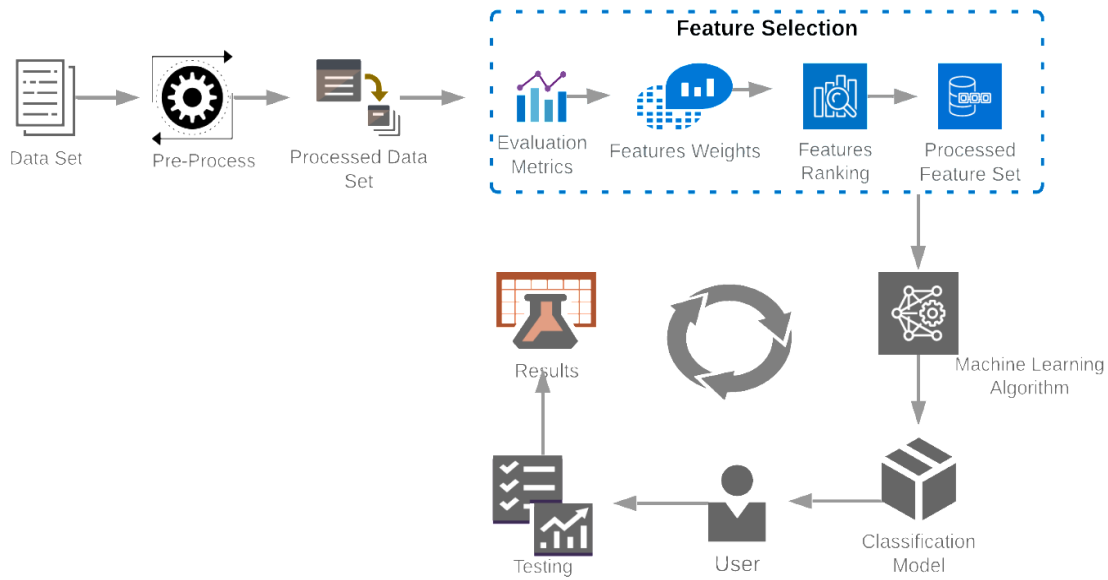 Feature Selection
Data Set
Pre-Process
Processed Data
Set
Evaluation
Metrics
Features Weights
Features
Ranking
Processed
Feature Set
Results
Machine Learning
Algorithm
Testing
User
Classification
Model